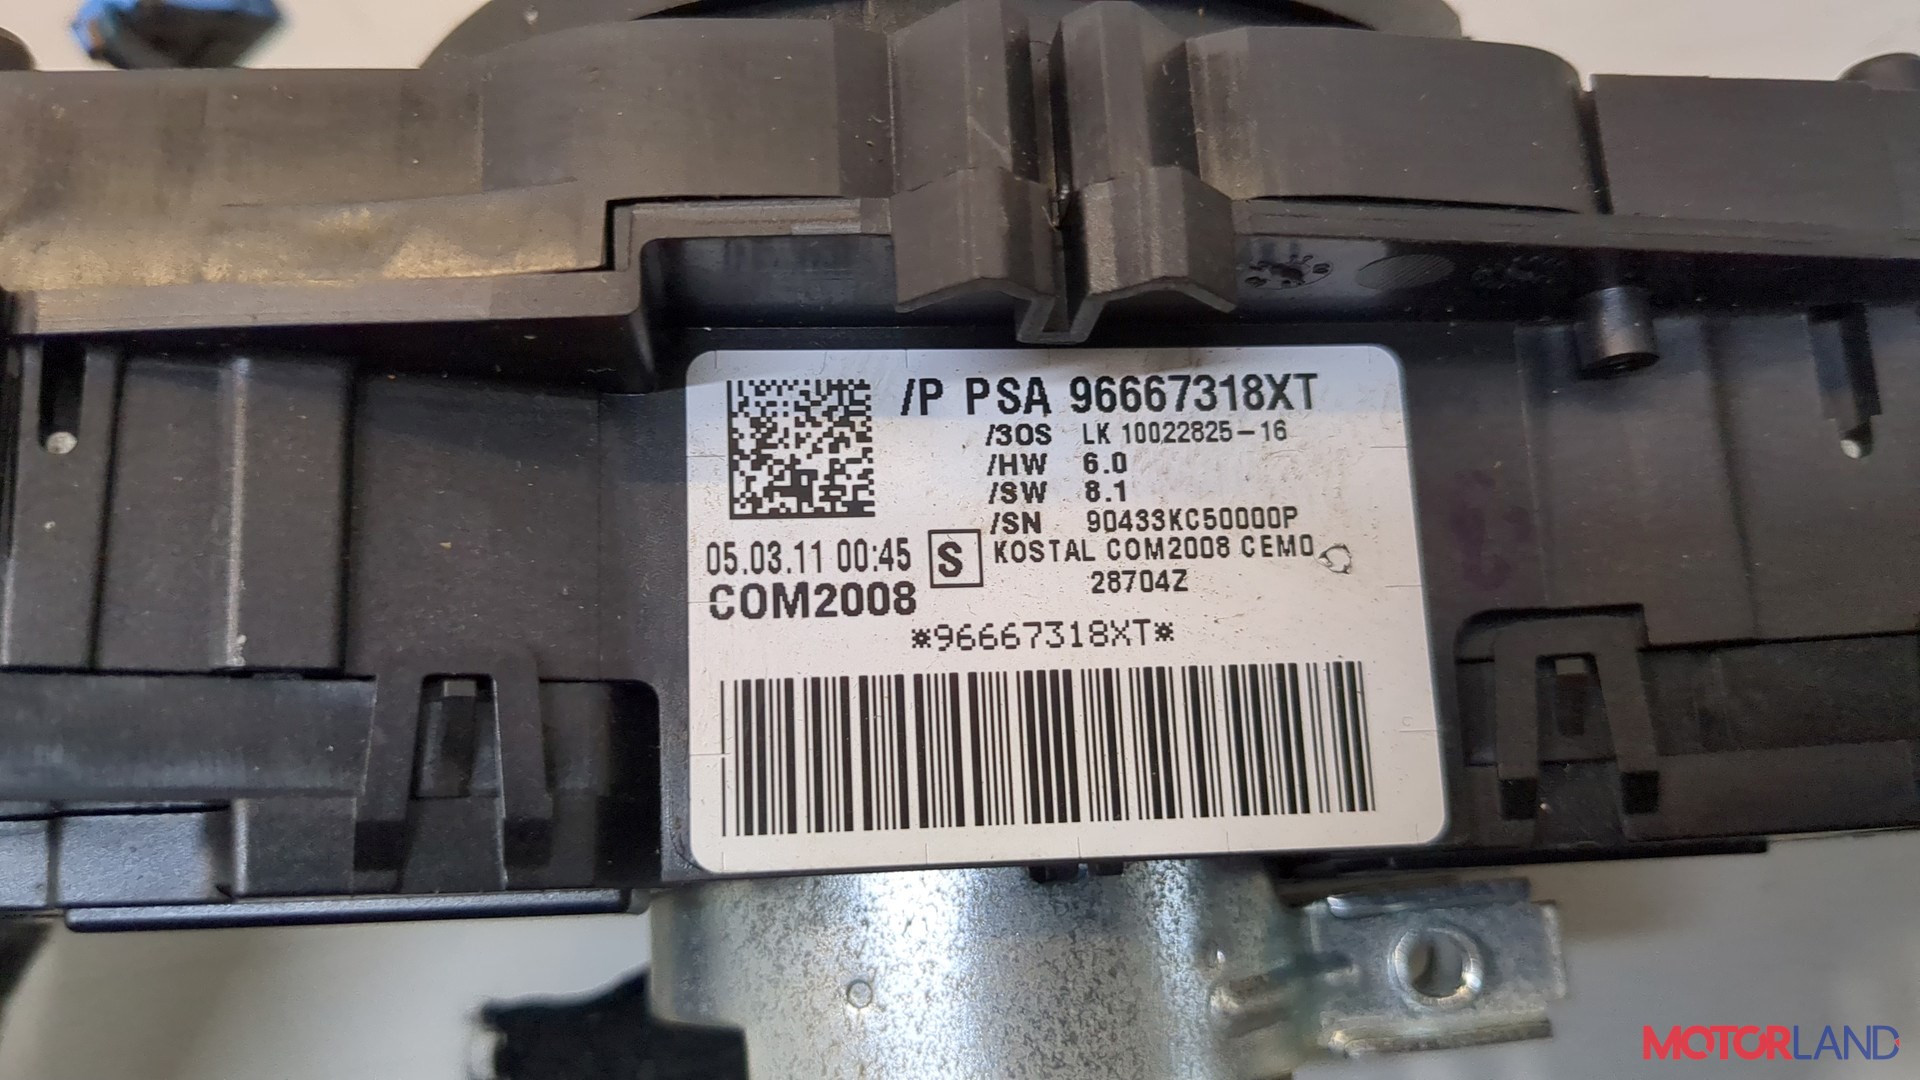 /P PSA 96667318XT
/3OS LK 10022825-16
/HW 6.0
/SW 8.1
/SN 90433KC50000P
05.03.11 00:45 S KOSTAL COM2008 CEMO
28704Z
COM2008
*96667318XT*
MOTORLAND